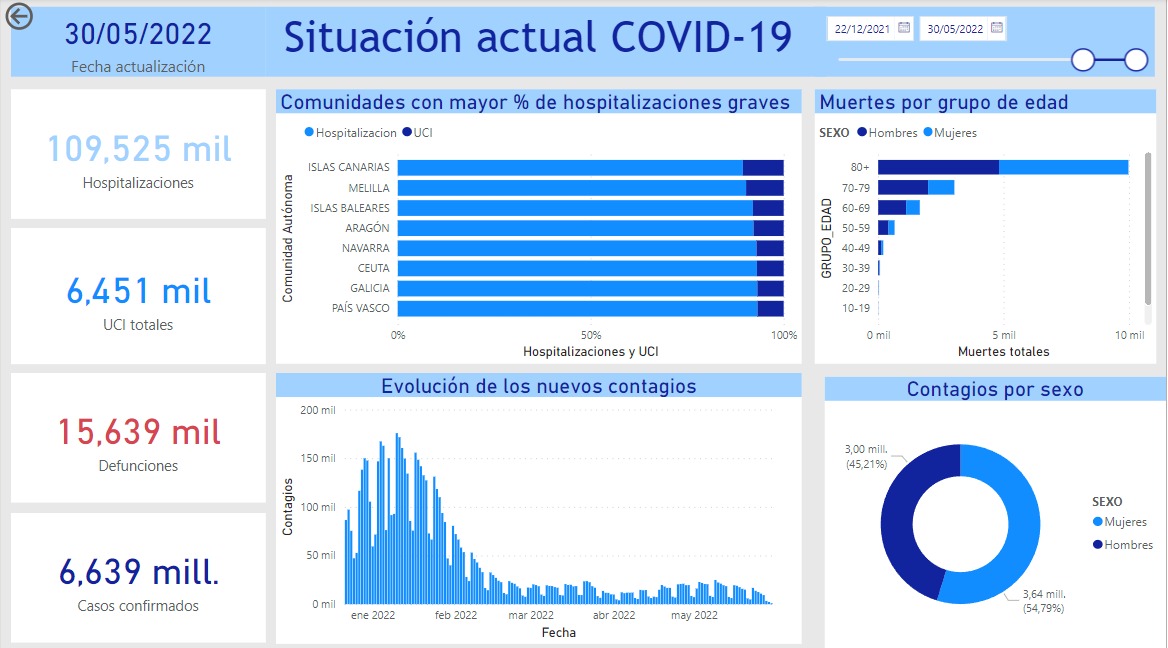 30/05/2022
Fecha actualización
Situación actual COVID-19
22/12/2021
30/05/2022
109,525 mil
Hospitalizaciones
6,451 mil
UCI totales
15,639 mil
Defunciones
6,639 mill.
Casos confirmados
Comunidades con mayor % de hospitalizaciones graves
Hospitalizacion UCI
Comunidad Autónoma
ISLAS CANARIAS
MELILLA
ISLAS BALEARES
ARAGÓN
NAVARRA
CEUTA
GALICIA
PAÍS VASCO
0% 50% 100%
Hospitalizaciones y UCI
Muertes por grupo de edad
SEXO Hombres Mujeres
GRUPO_EDAD
80+
70-79
60-69
50-59
40-49
30-39
20-29
10-19
0 mil 5 mil 10 mil
Muertes totales
Evolución de los nuevos contagios
Contagios
200 mil
150 mil
100 mil
50 mil
0 mil
ene 2022 feb 2022 mar 2022 abr 2022 may 2022
Fecha
Contagios por sexo
3,00 mill.
(45,21%)
3,64 mill.
(54,79%)
SEXO
Mujeres
Hombres